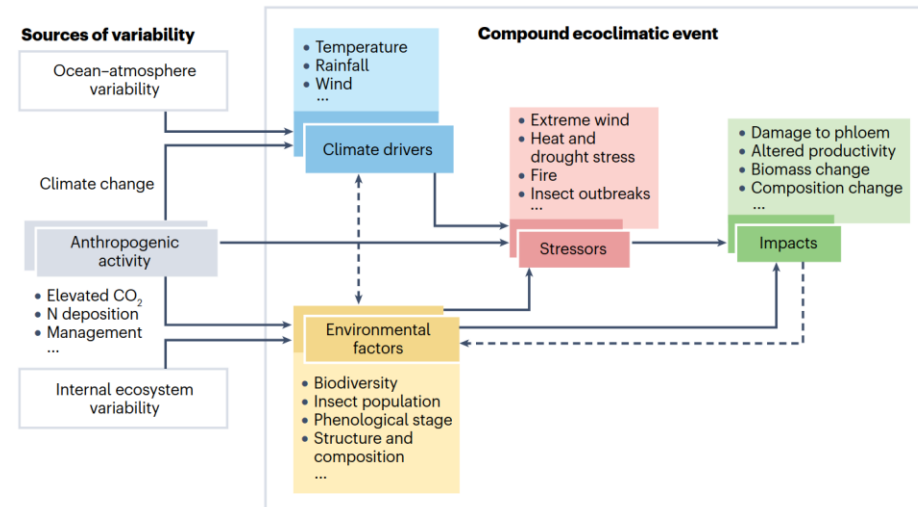 Sources of variability
Ocean–atmosphere
variability
Climate change
Anthropogenic
activity
• Elevated CO₂
• N deposition
• Management
...
Internal ecosystem
variability
Compound ecoclimatic event
• Temperature
• Rainfall
• Wind
...
Climate drivers
• Extreme wind
• Heat and
drought stress
• Fire
• Insect outbreaks
...
Stressors
• Damage to phloem
• Altered productivity
• Biomass change
• Composition change
...
Impacts
Environmental
factors
• Biodiversity
• Insect population
• Phenological stage
• Structure and
composition
...